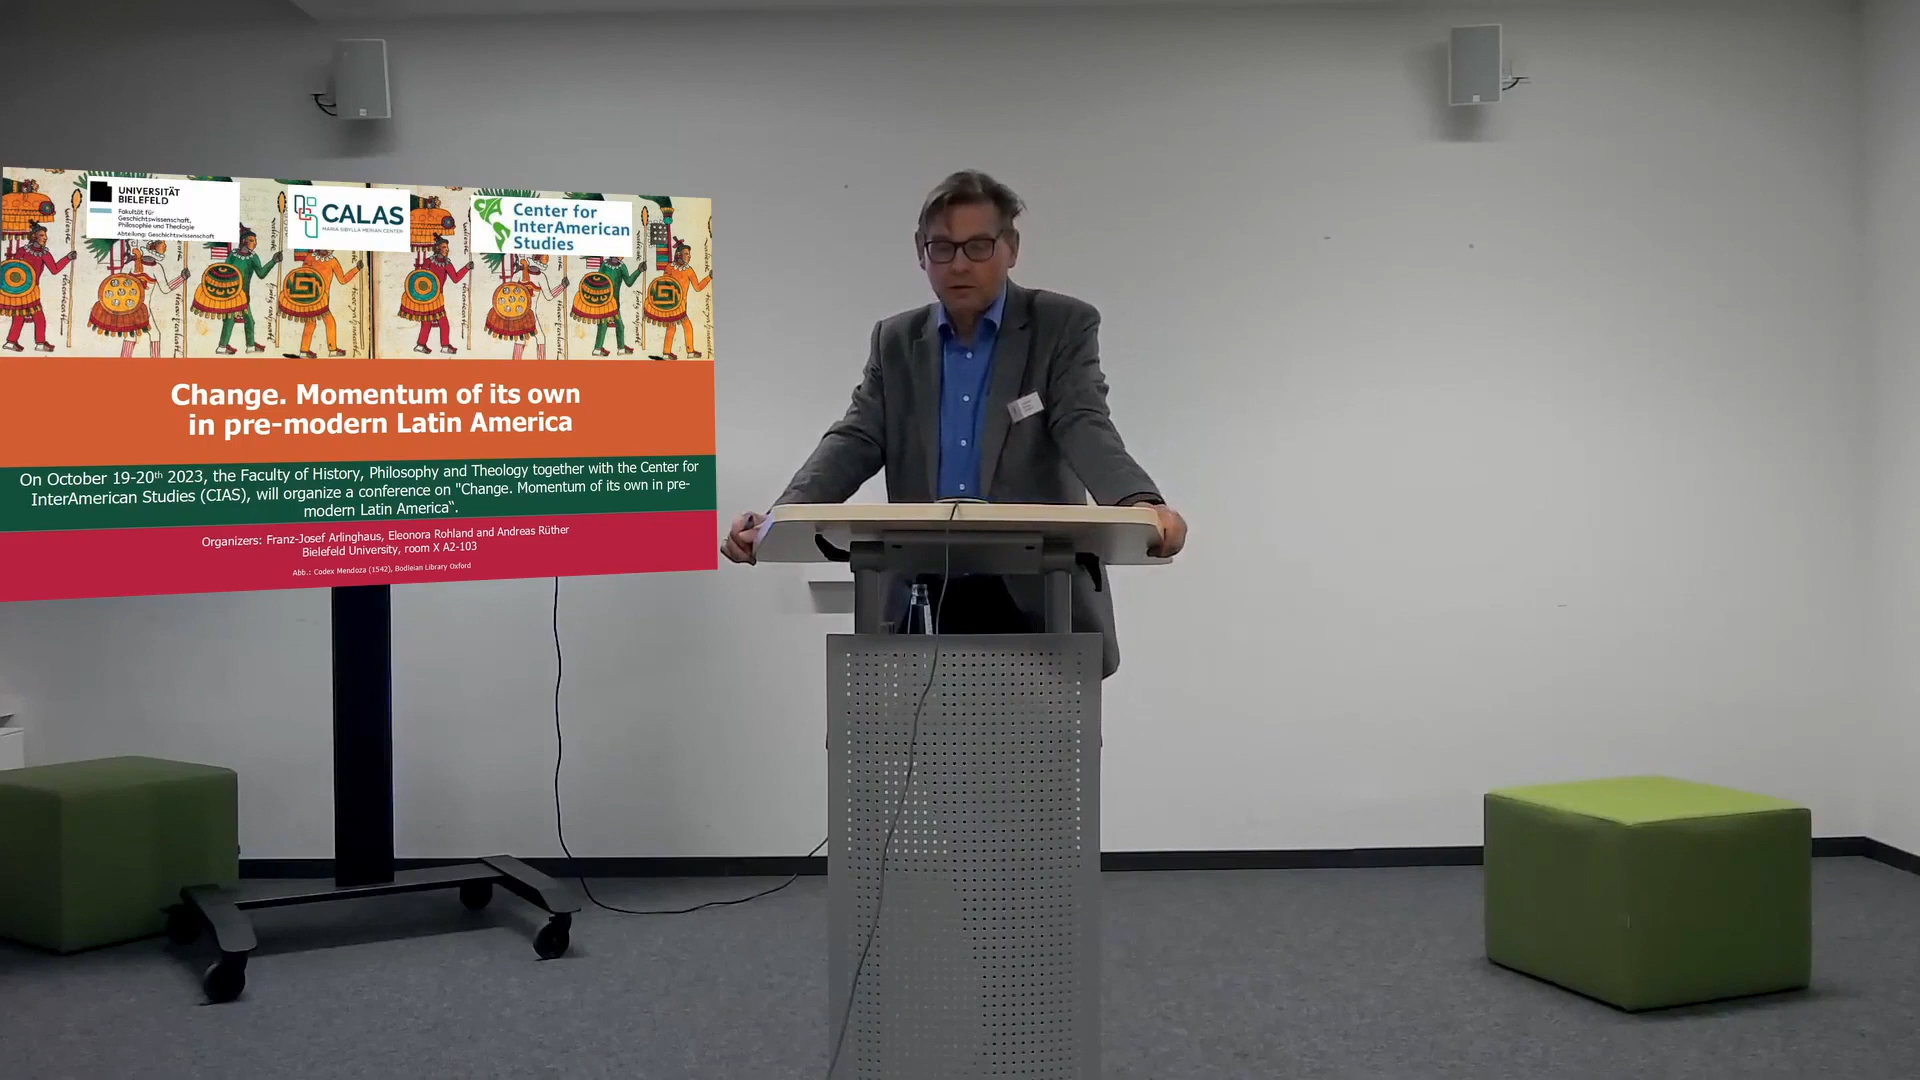 UNIVERSITÄT
BIELEFELD
Fakultät für
Geschichtswissenschaft,
Philosophie und Theologie
Abteilung: Geschichtswissenschaft
CALAS
MARIA SIBYLLA MERIAN CENTER
CIAS
Center for
InterAmerican
Studies
Change. Momentum of its own
in pre-modern Latin America
On October 19-20th 2023, the Faculty of History, Philosophy and Theology together with the Center for
InterAmerican Studies (CIAS), will organize a conference on "Change. Momentum of its own in pre-
modern Latin America“.
Organizers: Franz-Josef Arlinghaus, Eleonora Rohland and Andreas Rüther
Bielefeld University, room X A2-103
Abb.: Codex Mendoza (1542), Bodleian Library Oxford